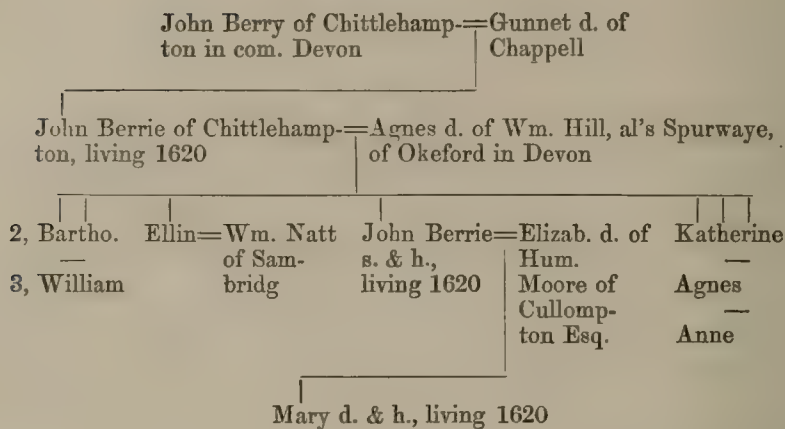 John Berry of Chittlehamp-=Gunnet d. of
ton in com. Devon Chappell
John Berrie of Chittlehamp-=Agnes d. of Wm. Hill, al's Spurwaye,
ton, living 1620 of Okeford in Devon
2, Bartho. Ellin=Wm. Natt John Berrie=Elizab. d. of Katherine
— of Sam- s. & h., Hum. —
3, William bridg living 1620 Moore of Agnes
Cullomp- —
ton Esq. Anne
Mary d. & h., living 1620